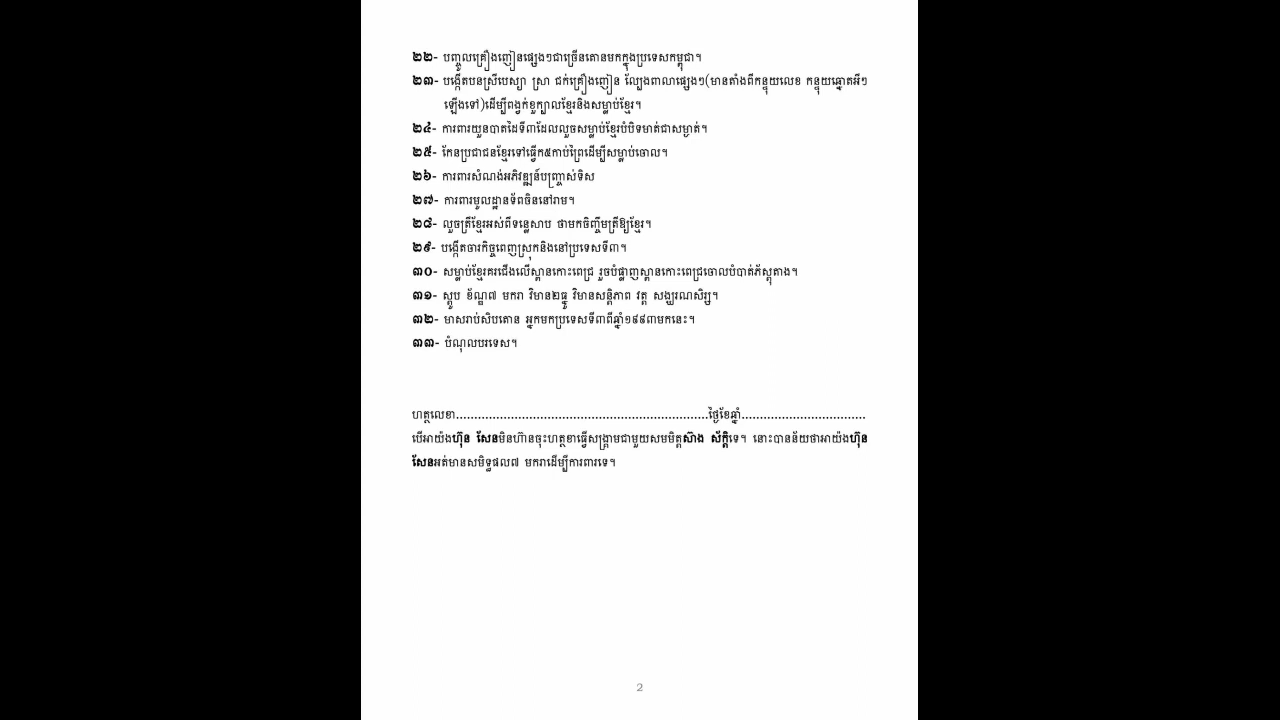 ២២- បញ្ចូលគ្រឿងញៀនផ្សេងៗជាច្រើនតោនមកក្នុងប្រទេសកម្ពុជា។
២៣- បង្កើតបនស្រីបេស្យា ស្រា ជក់គ្រឿងញៀន ល្បែងពាលាផ្សេងៗ(មានតាំងពីកន្ទុយលេខ កន្ទុយឆ្នោតអីៗ
ឡើងទៅ)ដើម្បីពង្វក់ខួក្បាលខ្មែរនិងសម្លាប់ខ្មែរ។
២៤- ការពារយួនបាតដៃទី៣ដែលលួចសម្លាប់ខ្មែរបំបិទមាត់ជាសម្ងាត់។
២៥- កែនប្រជាជនខ្មែរទៅធ្វើក៥កាប់ព្រៃដើម្បីសម្លាប់ចោល។
២៦- ការពារសំណង់អភិវឌ្ឍន៍បញ្ច្រាស់ទិស
២៧- ការពារមូលដ្ឋានទ័ពចិននៅរាម។
២៨- លួចត្រីខ្មែរអស់ពីទន្លេសាប ថាមកចិញ្ចឹមត្រីឱ្យខ្មែរ។
២៩- បង្កើតចារកិច្ចពេញស្រុកនិងនៅប្រទេសទី៣។
៣០- សម្លាប់ខ្មែរគរជើងលើស្ពានកោះពេជ្រ រួចបំផ្លាញស្ពានកោះពេជ្រចោលបំបាត់ភ័ស្តុតាង។
៣១- ស្តូប ខ័ណ្ឌ៧ មករា វិមាន២ធ្នូ វិមានសន្តិភាព វត្ត សង្ឃរណសិរ្ស។
៣២- មាសរាប់សិបតោន អ្នកមកប្រទេសទី៣ពីឆ្នាំ១៩៩៣មកនេះ។
៣៣- បំណុលបរទេស។
ហត្ថលេខា.....................................................................ថ្ងៃខែឆ្នាំ..................................
បើអាយ៉ងហ៊ុន សែនមិនហ៊ានចុះហត្ថខាធ្វើសង្គ្រាមជាមួយសមមិត្តស៊ាង ស័ក្តិទេ។ នោះបានន័យថាអាយ៉ងហ៊ុន
សែនអត់មានសមិទ្ធផល៧ មករាដើម្បីការពារទេ។
2